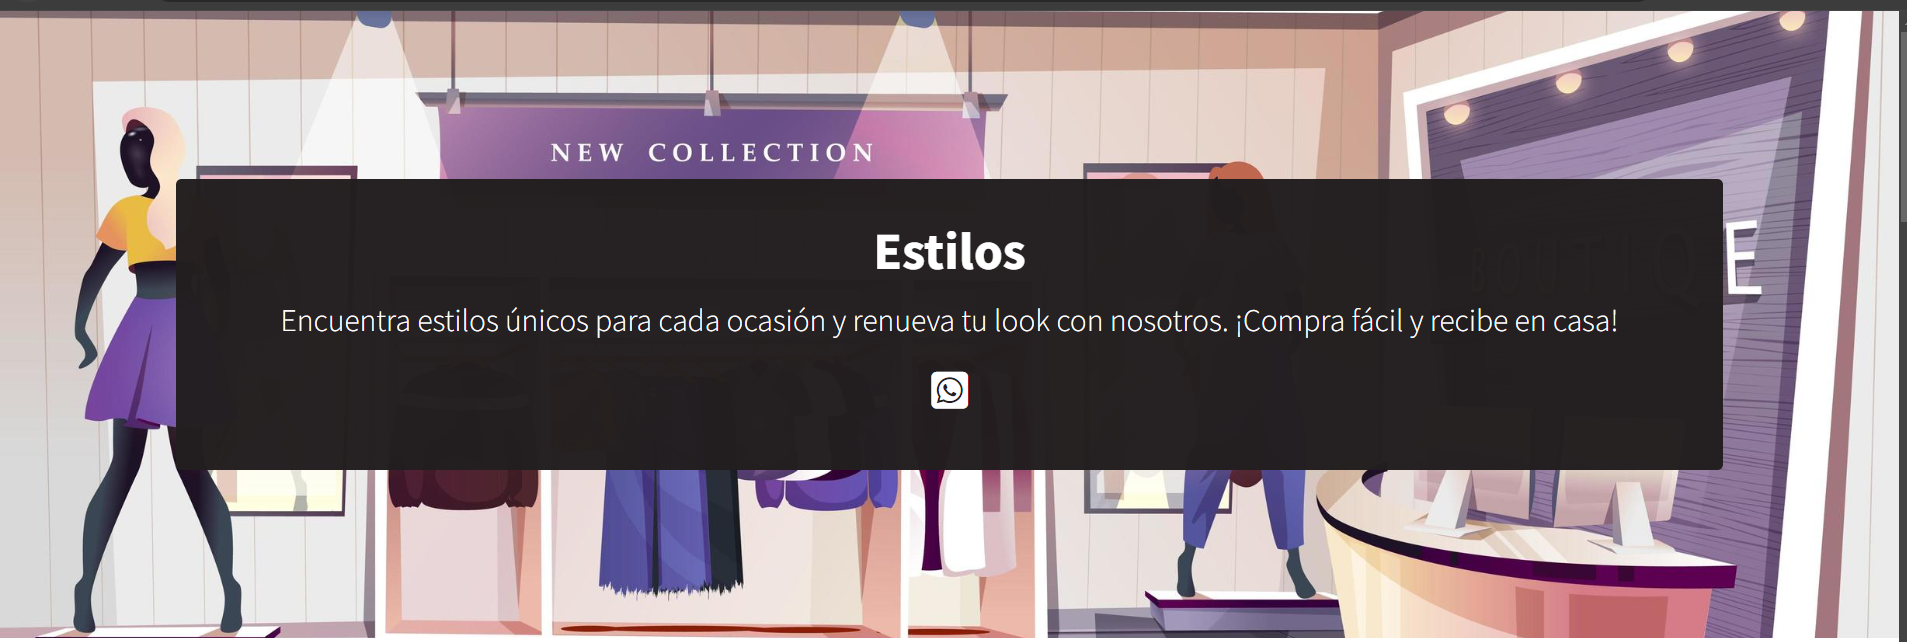 NEW COLLECTION
Estilos
Encuentra estilos únicos para cada ocasión y renueva tu look con nosotros. ¡Compra fácil y recibe en casa!
BOUTIQUE